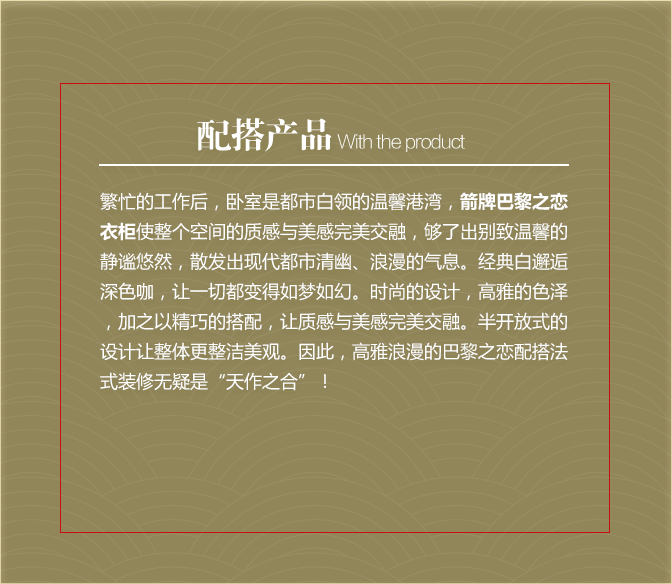 配搭产品 With the product
繁忙的工作后，卧室是都市白领的温馨港湾，箭牌巴黎之恋
衣柜使整个空间的质感与美感完美交融，够了出别致温馨的
静谧悠然，散发出现代都市清幽、浪漫的气息。经典白邂逅
深色咖，让一切都变得如梦如幻。时尚的设计，高雅的色泽
，加之以精巧的搭配，让质感与美感完美交融。半开放式的
设计让整体更整洁美观。因此，高雅浪漫的巴黎之恋配搭法
式装修无疑是“天作之合”！